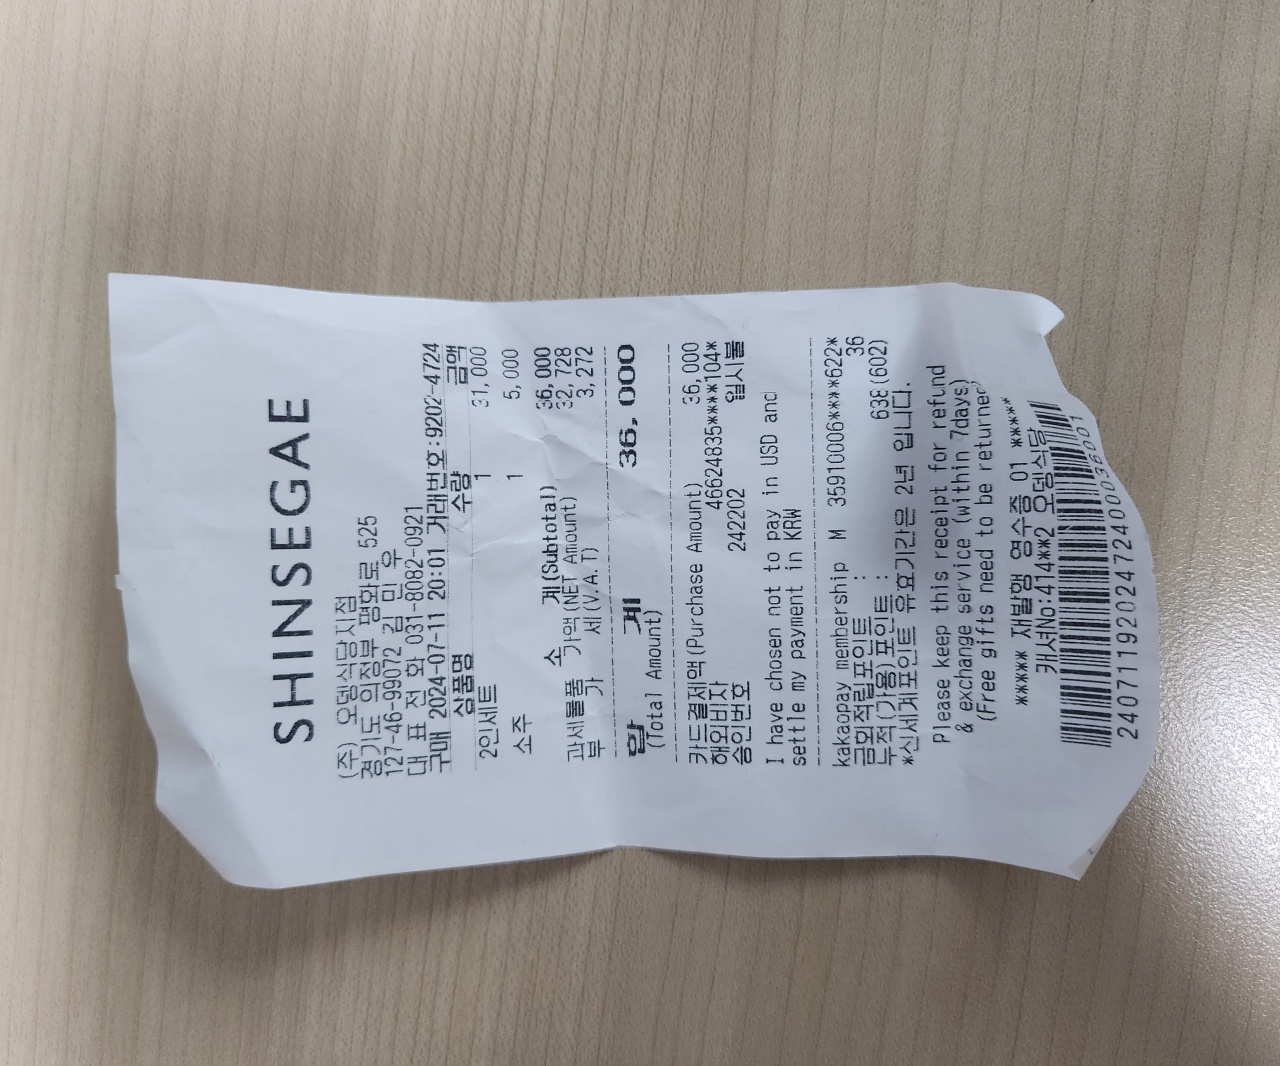 SHINSEGAE
(주) 오뎅식당지점
경기도 의정부 평화로 525
127-46-99072 김 민 우
대 표 전 화 031-8082-0921
구매 2024-07-11 20:01 거래번호:9202-4724
상품명 수량 금액
2인세트 1 31,000
소주 1 5,000
소 계(Subtotal) 36,000
과세물품 가액(NET Amount) 32,728
부 가 세(V.A.T) 3,272
합 계 36,000
(Total Amount)
카드결제액(Purchase Amount) 36,000
해외비자 46624835****104*
승인번호 242202 일시불
I have chosen not to pay in USD and
settle my payment in KRW
kakaopay membership M 35910006****622*
금회적립포인트 : 36
누적(가용)포인트 : 638(602)
*신세계포인트 유효기간은 2년 입니다.
Please keep this receipt for refund
& exchange service (within 7days)
(Free gifts need to be returned)
***** 재발행 영수증 01 *****
캐셔No:414**2 오뎅식당
2407119202472400036001